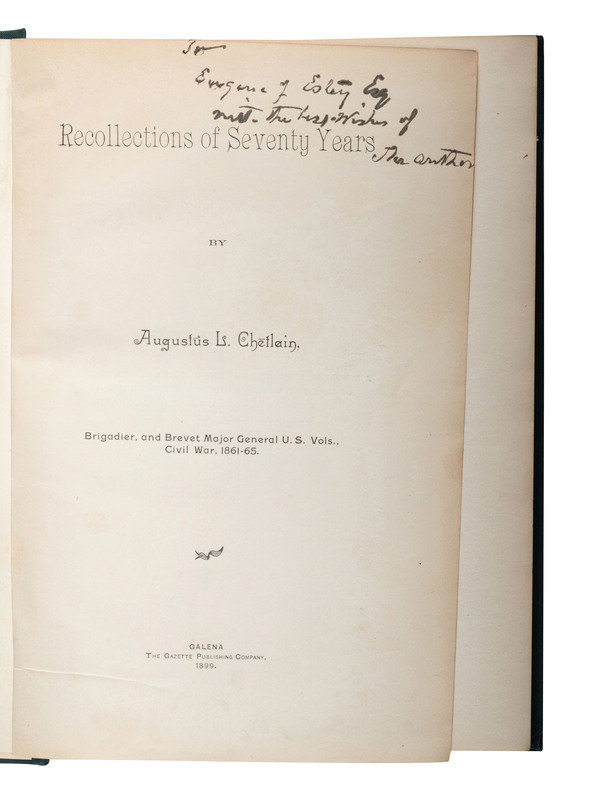 To
Eugene J Esley Esq
with the best wishes of
the author
Recollections of Seventy Years
BY
Augustus L. Chetlain,
Brigadier, and Brevet Major General U. S. Vols.,
Civil War, 1861-65.
GALENA
THE GAZETTE PUBLISHING COMPANY,
1899.